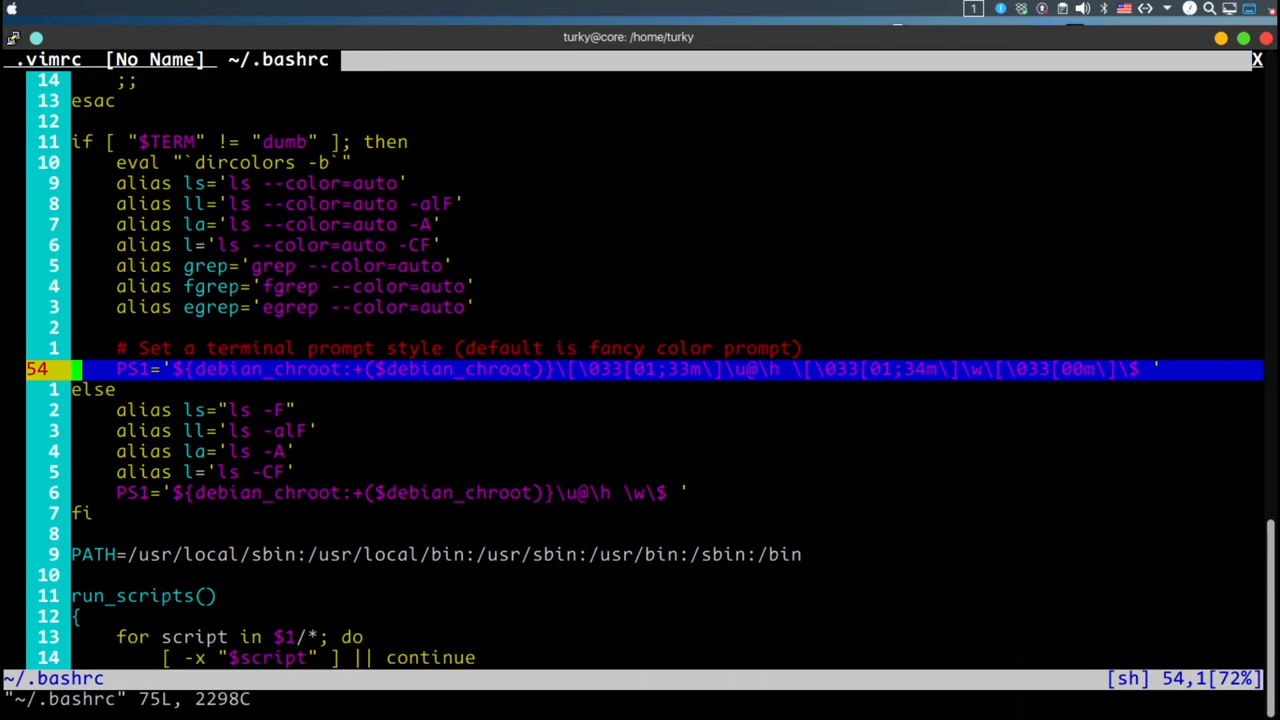 1
turky@core: /home/turky
.vimrc [No Name] ~/.bashrc X
14 ;;
13 esac
12
11 if [ "$TERM" != "dumb" ]; then
10 eval "`dircolors -b`"
9 alias ls='ls --color=auto'
8 alias ll='ls --color=auto -alF'
7 alias la='ls --color=auto -A'
6 alias l='ls --color=auto -CF'
5 alias grep='grep --color=auto'
4 alias fgrep='fgrep --color=auto'
3 alias egrep='egrep --color=auto'
2
1 # Set a terminal prompt style (default is fancy color prompt)
54 PS1='${debian_chroot:+($debian_chroot)}\[\033[01;33m\]\u@\h \[\033[01;34m\]\w\[\033[00m\]\$ '
1 else
2 alias ls="ls -F"
3 alias ll='ls -alF'
4 alias la='ls -A'
5 alias l='ls -CF'
6 PS1='${debian_chroot:+($debian_chroot)}\u@\h \w\$ '
7 fi
8
9 PATH=/usr/local/sbin:/usr/local/bin:/usr/sbin:/usr/bin:/sbin:/bin
10
11 run_scripts()
12 {
13 for script in $1/*; do
14 [ -x "$script" ] || continue
~/.bashrc [sh] 54,1[72%]
"~/.bashrc" 75L, 2298C